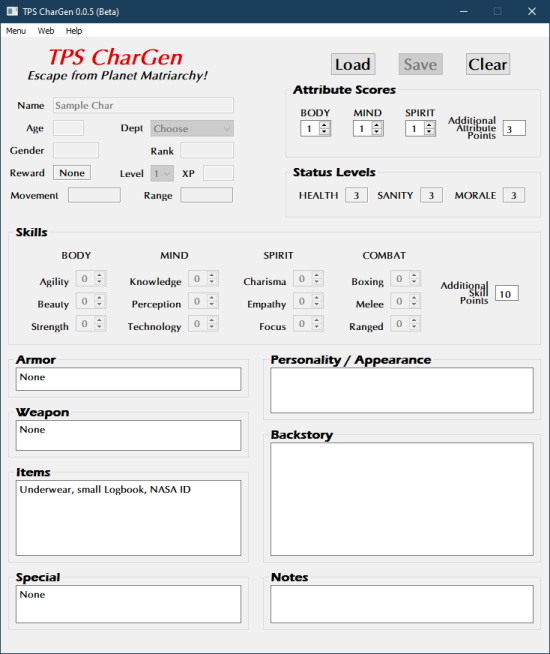 TPS CharGen 0.0.5 (Beta)
Menu Web Help
TPS CharGen
Escape from Planet Matriarchy!
Load Save Clear
Name Sample Char
Age Dept Choose
Gender Rank
Reward None Level 1 XP
Movement Range
Attribute Scores
BODY MIND SPIRIT
1 1 1
Additional
Attribute
Points
3
Status Levels
HEALTH 3 SANITY 3 MORALE 3
Skills
BODY MIND SPIRIT COMBAT
Agility 0 Knowledge 0 Charisma 0 Boxing 0
Beauty 0 Perception 0 Empathy 0 Melee 0
Strength 0 Technology 0 Focus 0 Ranged 0
Additional
Skill
Points
10
Armor
None
Weapon
None
Items
Underwear, small Logbook, NASA ID
Special
None
Personality / Appearance
Backstory
Notes